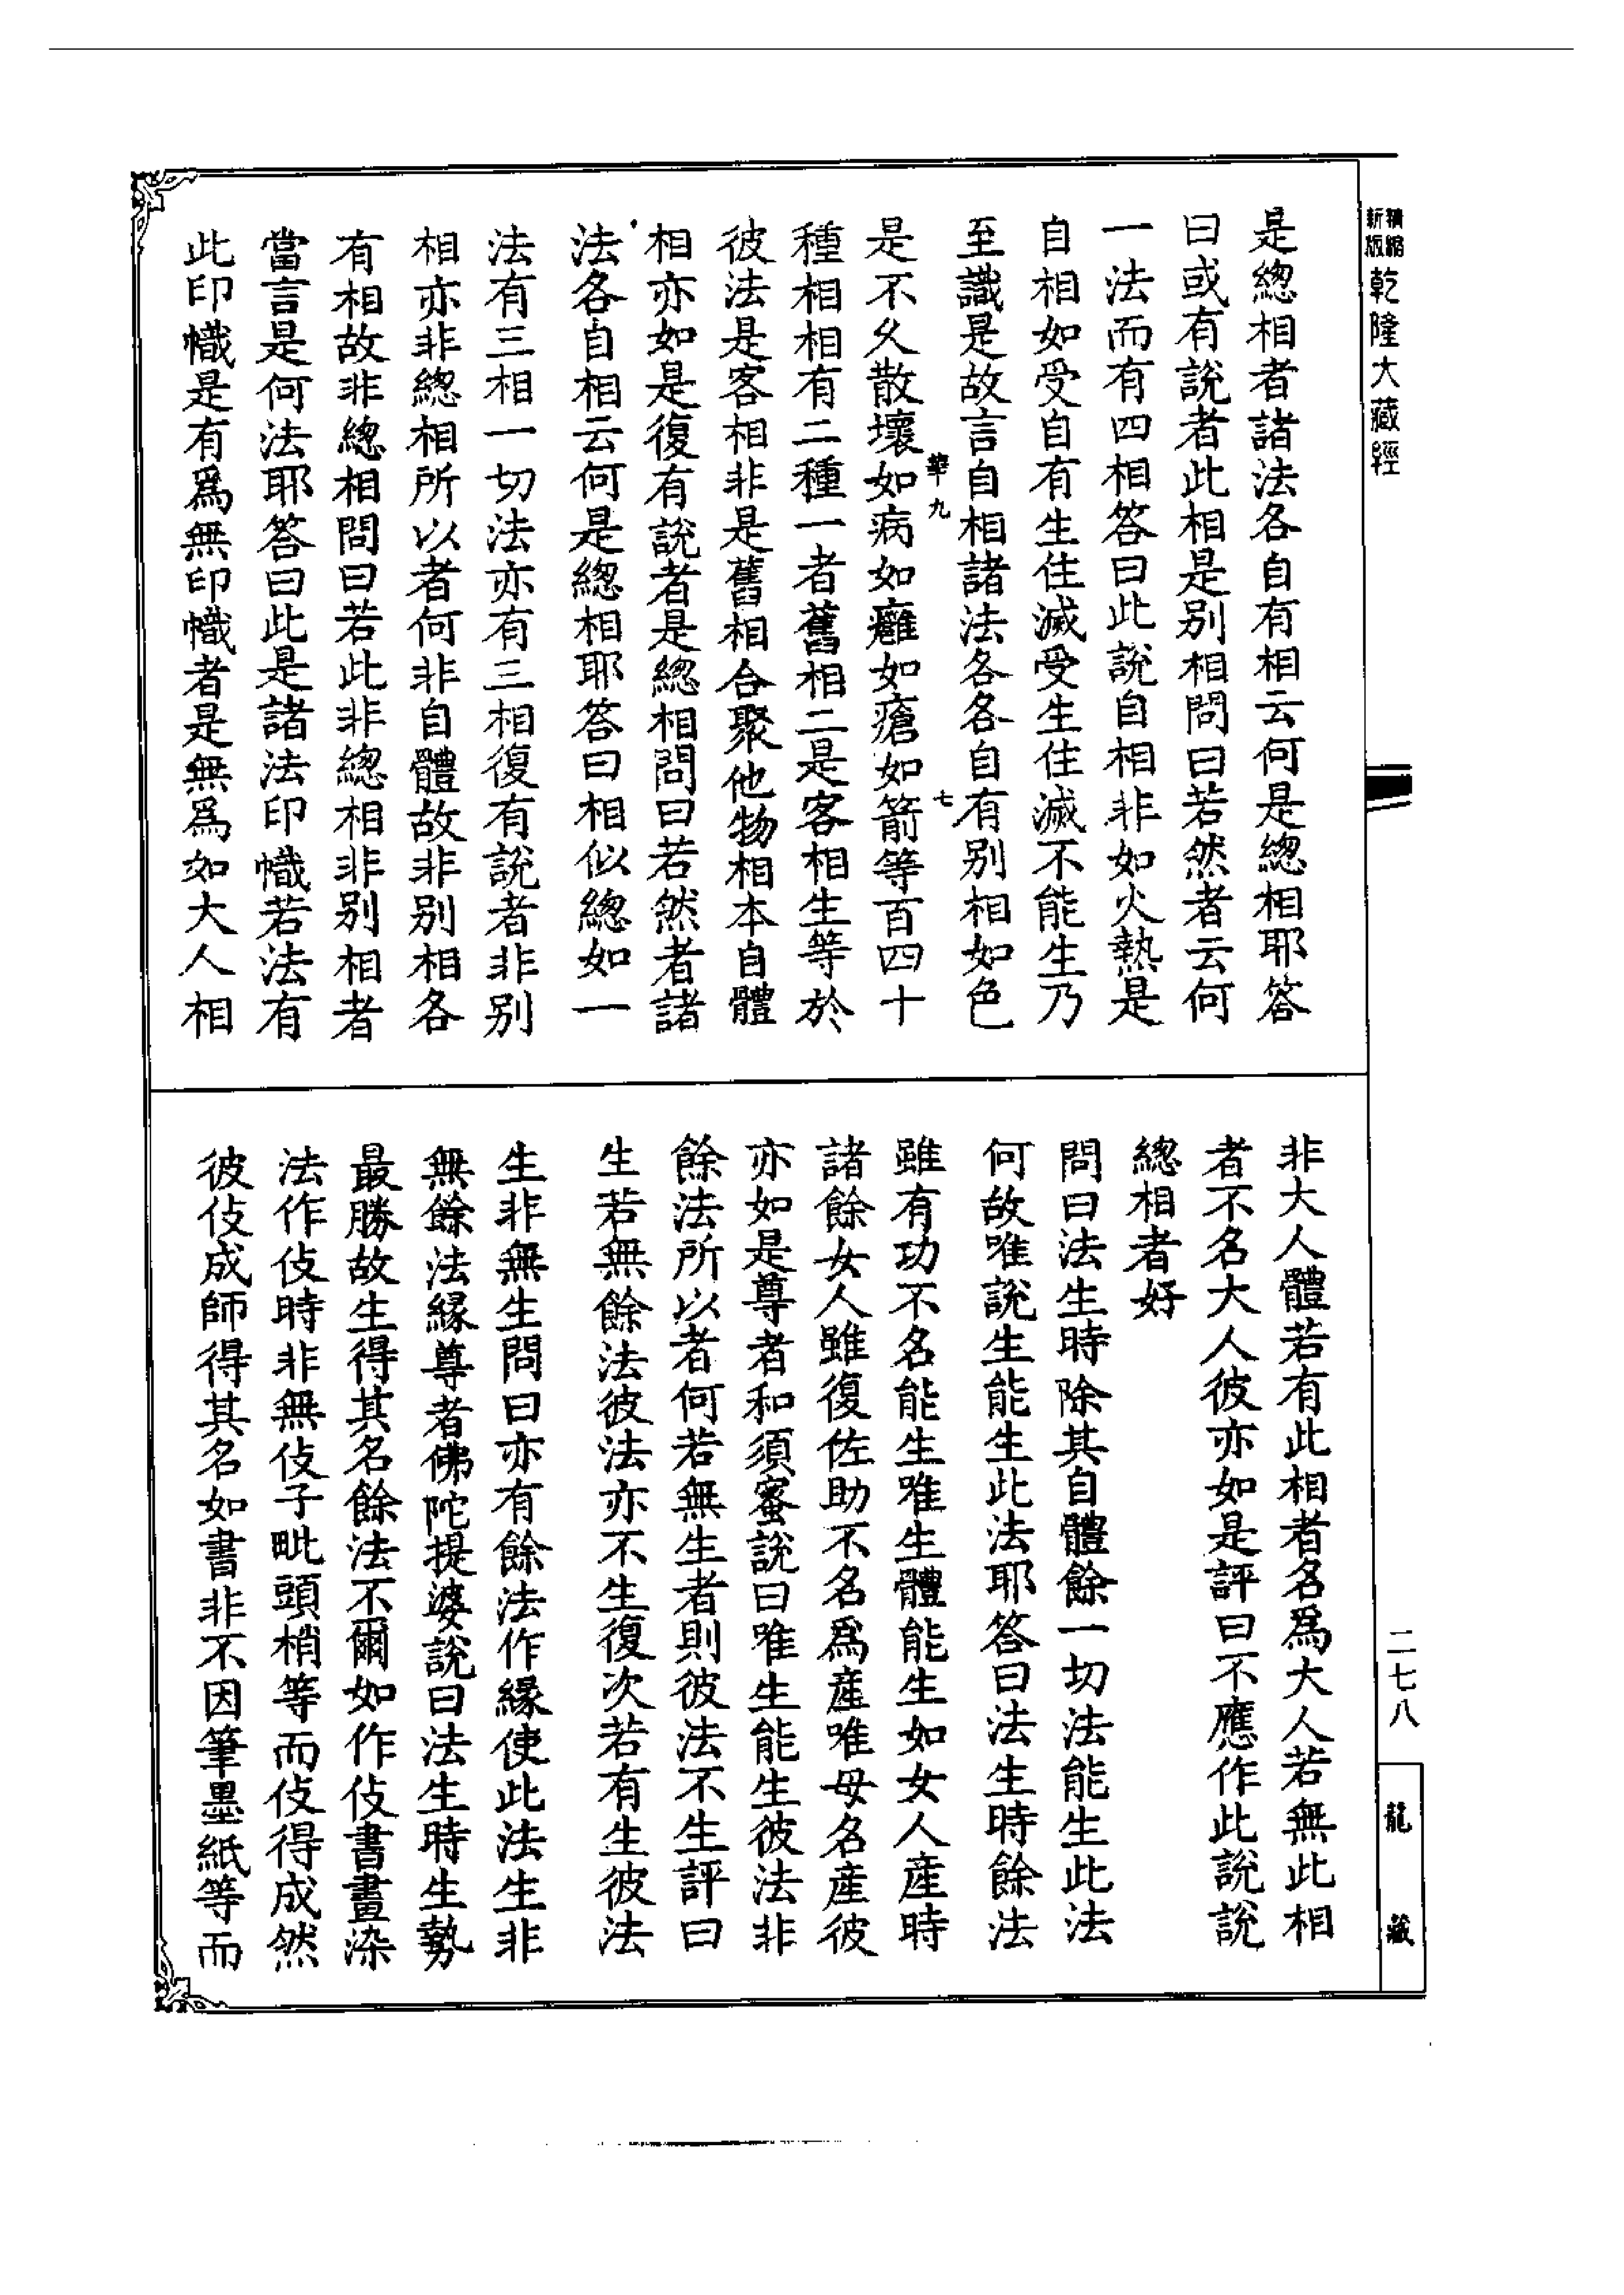 精縮
新版
乾隆大藏經
是總相者諸法各自有相云何是總相耶答
曰或有說者此相是別相問曰若然者云何
一法而有四相答曰此說自相非如火熱是
自相如受自有生住滅受生住滅不能生乃
至識是故言自相諸法各各自有別相如色
華九
七
是不久散壞如病如癰如瘡如箭等百四十
種相相有二種一者舊相二是客相生等於
彼法是客相非是舊相合聚他物相本自體
相亦如是復有說者是總相問曰若然者諸
法各自相云何是總相耶答曰相似總如一
法有三相一切法亦有三相復有說者非別
相亦非總相所以者何非自體故非別相各
有相故非總相問曰若此非總相非別相者
當言是何法耶答曰此是諸法印幟若法有
此印幟是有爲無印幟者是無爲如大人相
非大人體若有此相者名爲大人若無此相
者不名大人彼亦如是評曰不應作此說說
總相者好
問曰法生時除其自體餘一切法能生此法
何故唯說生能生此法耶答曰法生時餘法
雖有功不名能生唯生體能生如女人產時
諸餘女人雖復佐助不名爲產唯母名產彼
亦如是尊者和須蜜說曰唯生能生彼法非
餘法所以者何若無生者則彼法不生評曰
生若無餘法彼法亦不生復次若有生彼法
生非無生問曰亦有餘法作緣使此法生非
無餘法緣尊者佛陀提婆說曰法生時生勢
最勝故生得其名餘法不爾如作伎書畫染
法作伎時非無伎子毗頭梢等而伎得成然
彼伎成師得其名如書非不因筆墨紙等而
二七八
龍藏